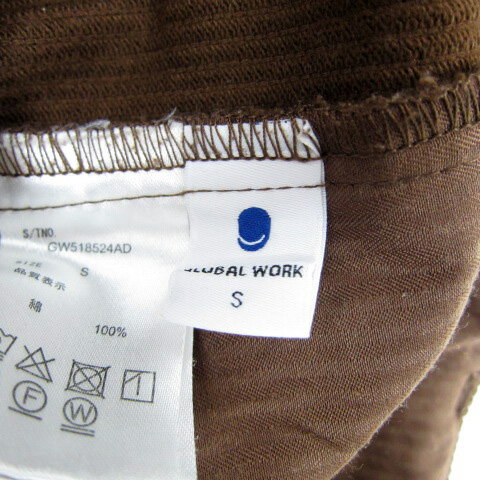 S/TNO
GW518524AD
SIZE
S
品質表示
綿
100%
F
W
GLOBAL WORK
S